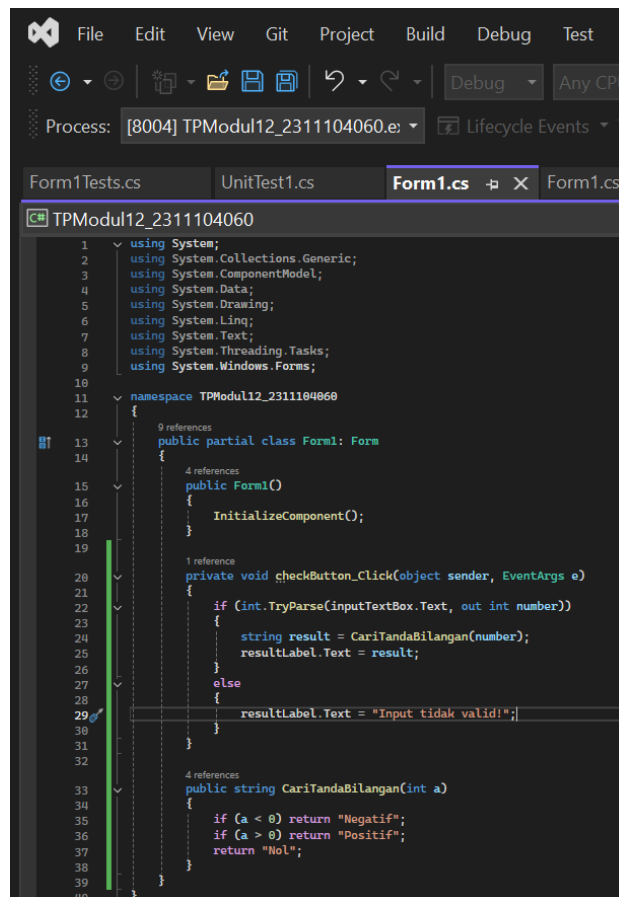 File Edit View Git Project Build Debug Test
Debug Any CPU
Process: [8004] TPModul12_2311104060.e: Lifecycle Events
Form1Tests.cs UnitTest1.cs Form1.cs Form1.cs
C# TPModul12_2311104060
1 using System;
2 using System.Collections.Generic;
3 using System.ComponentModel;
4 using System.Data;
5 using System.Drawing;
6 using System.Linq;
7 using System.Text;
8 using System.Threading.Tasks;
9 using System.Windows.Forms;
10
11 namespace TPModul12_2311104060
12 {
9 references
13 public partial class Form1: Form
14 {
4 references
15 public Form1()
16 {
17 InitializeComponent();
18 }
19
1 reference
20 private void checkButton_Click(object sender, EventArgs e)
21 {
22 if (int.TryParse(inputTextBox.Text, out int number))
23 {
24 string result = CariTandaBilangan(number);
25 resultLabel.Text = result;
26 }
27 else
28 {
29 resultLabel.Text = "Input tidak valid!";
30 }
31 }
32
4 references
33 public string CariTandaBilangan(int a)
34 {
35 if (a < 0) return "Negatif";
36 if (a > 0) return "Positif";
37 return "Nol";
38 }
39 }
40 }